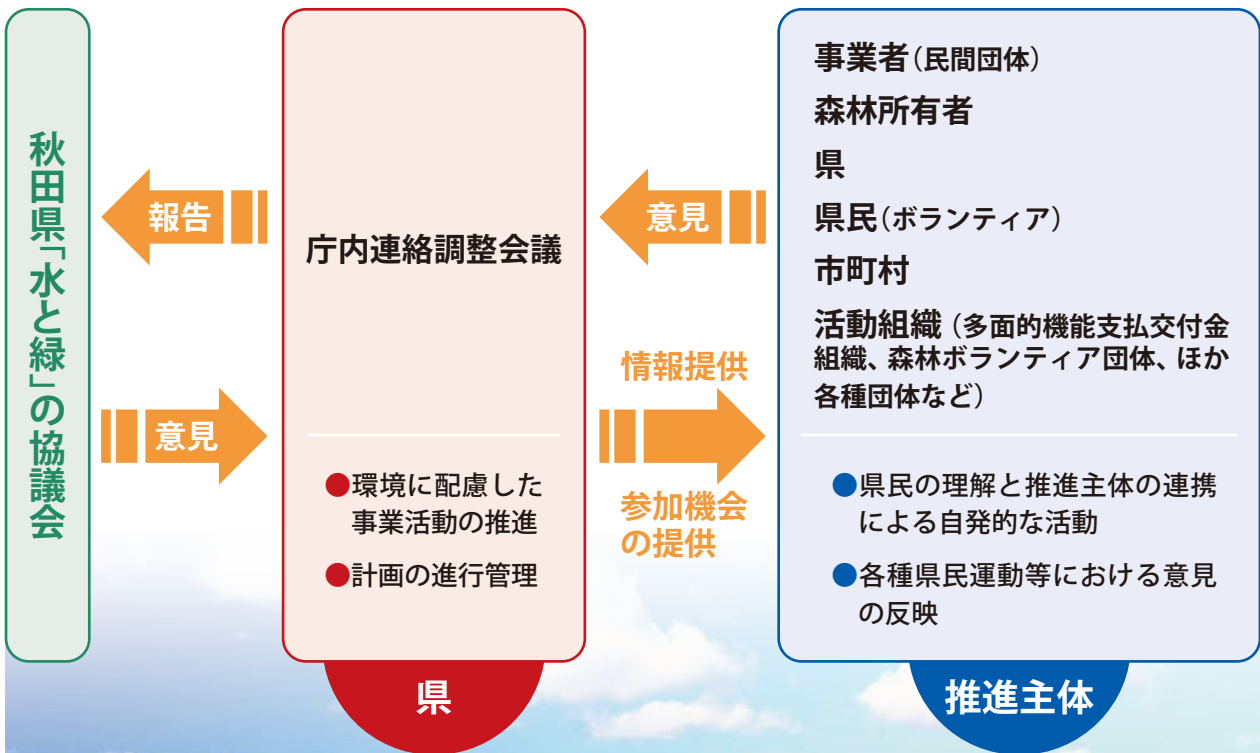 秋田県「水と緑」の協議会
報告
意見
庁内連絡調整会議
●環境に配慮した
事業活動の推進
●計画の進行管理
県
意見
情報提供
参加機会
の提供
事業者（民間団体）
森林所有者
県
県民（ボランティア）
市町村
活動組織（多面的機能支払交付金
組織、森林ボランティア団体、ほか
各種団体など）
●県民の理解と推進主体の連携
による自発的な活動
●各種県民運動等における意見
の反映
推進主体